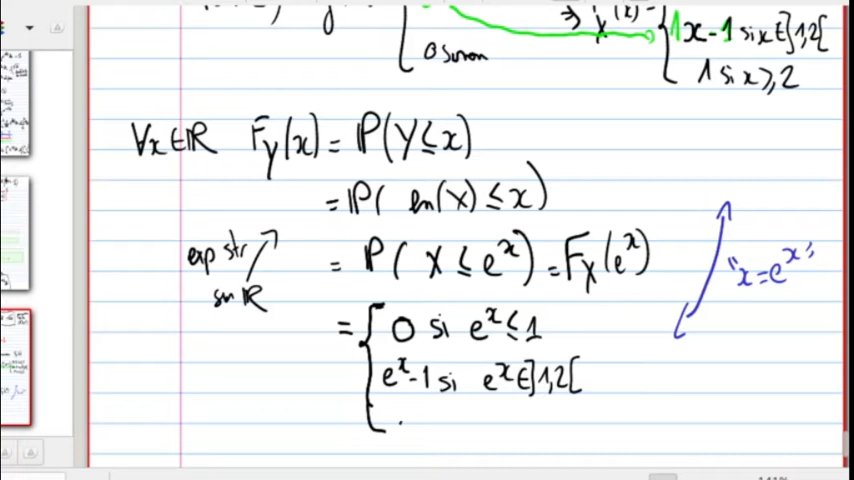 x-1 si x∈]1,2[
0 sinon
1 si x≥2
∀x∈ℝ F_Y(x) = ℙ(Y≤x)
= ℙ( ln(X) ≤ x)
exp str ↗
sur ℝ
= ℙ( X ≤ e^x) = F_X(e^x)
"x=e^x"
= { 0 si e^x ≤ 1
e^x-1 si e^x∈]1,2[